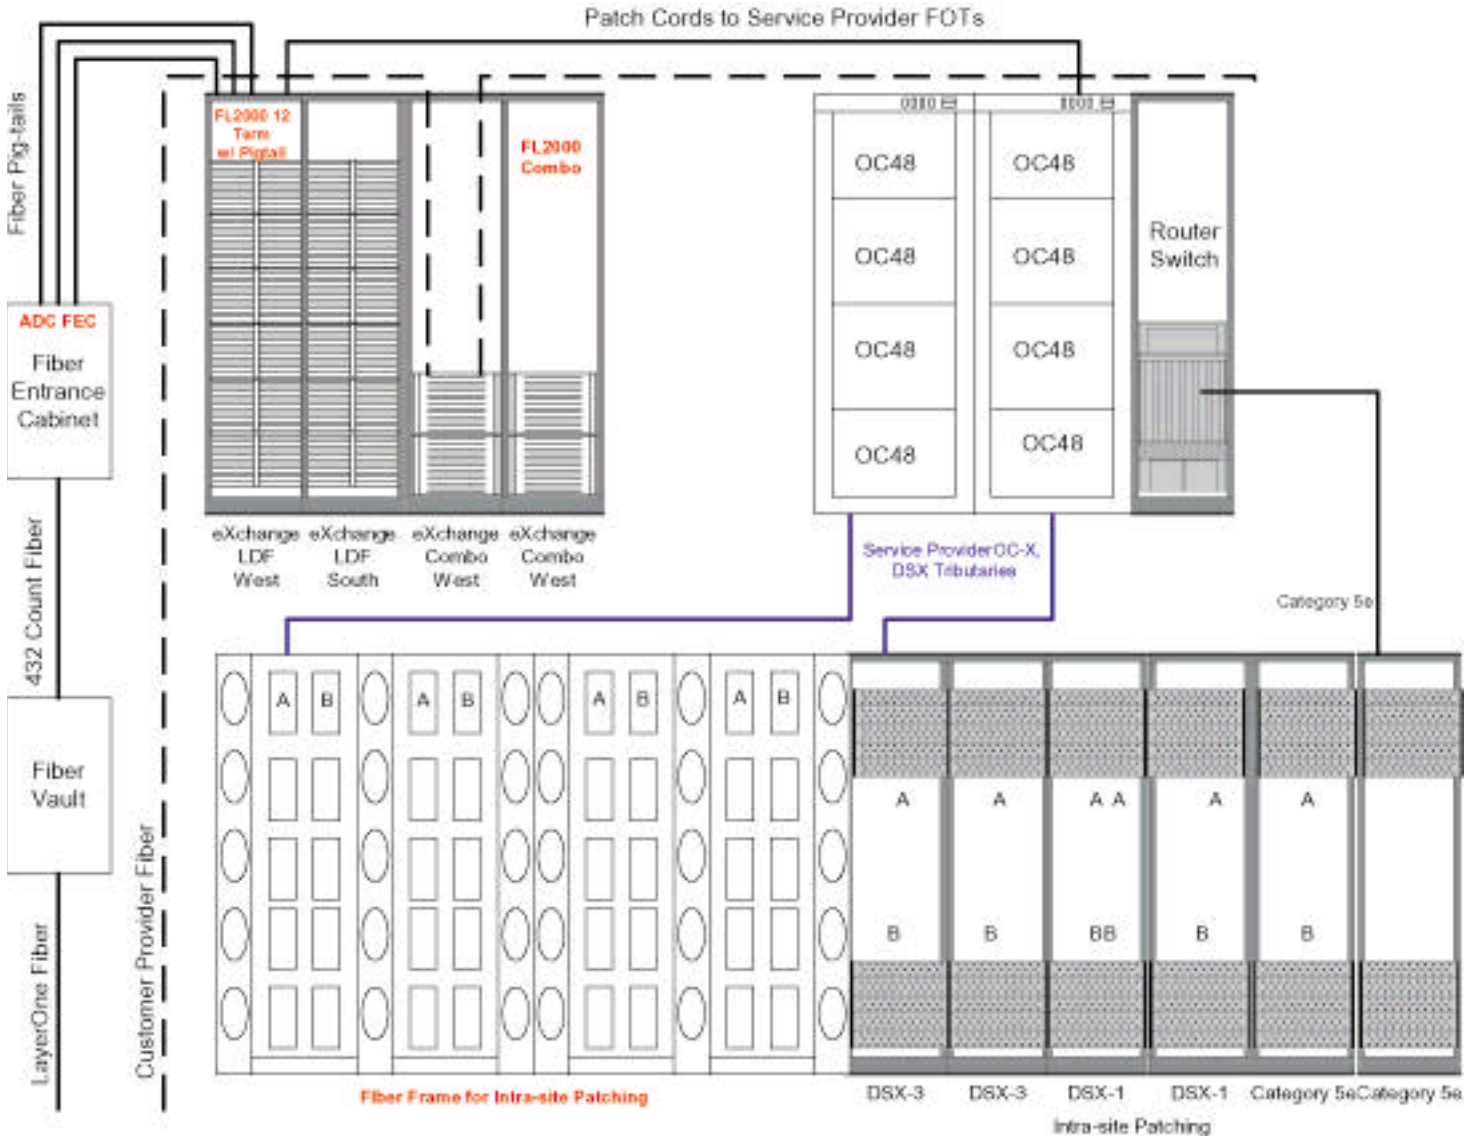 Patch Cords to Service Provider FOTs
Fiber Pig-tails
FL2000 12
Term
w/ Pigtail
FL2000
Combo
OC48
OC48
OC48
OC48
OC48
OC48
OC48
OC48
Router
Switch
ADC FEC
Fiber
Entrance
Cabinet
eXchange
LDF
West
eXchange
LDF
South
eXchange
Combo
West
eXchange
Combo
West
Service ProviderOC-X,
DSX Tributaries
Category 5e
432 Count Fiber
Fiber
Vault
LayerOne Fiber
Customer Provider Fiber
A B A B A B A B
A A A A A A
B B BB B B
Fiber Frame for Intra-site Patching
DSX-3 DSX-3 DSX-1 DSX-1 Category 5e Category 5e
Intra-site Patching